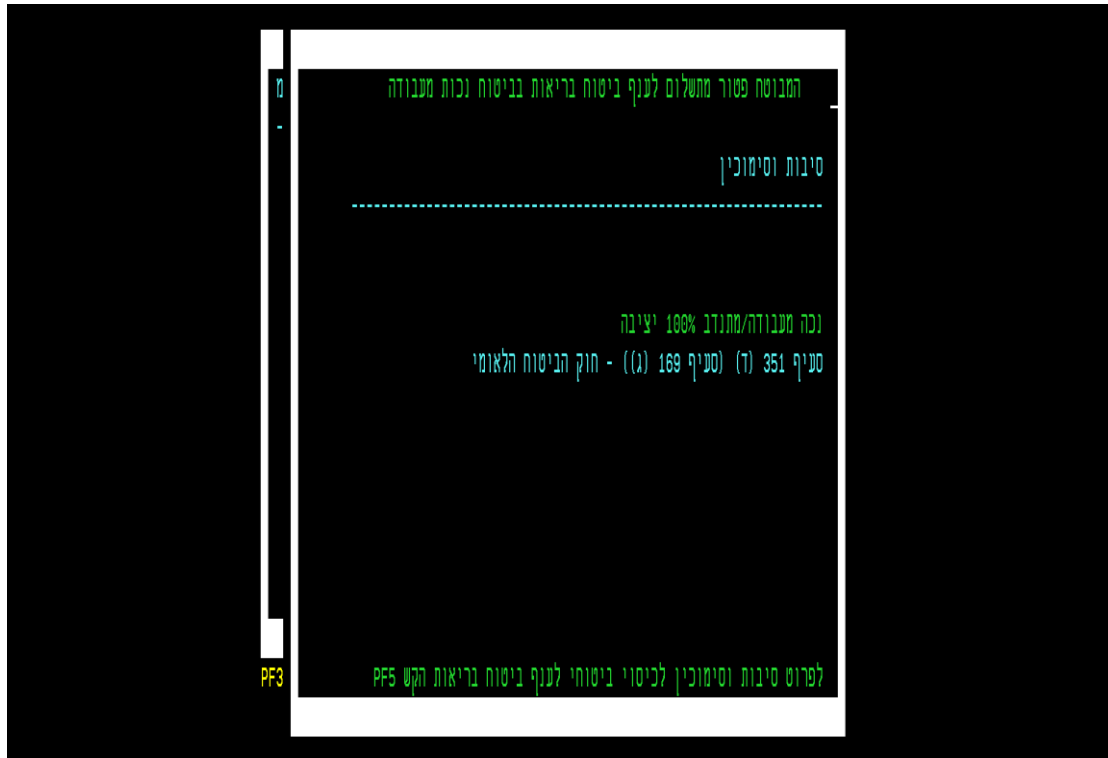 המבוטח פטור מתשלום לענף ביטוח בריאות בביטוח נכות מעבודה
מ
-
סיבות וסימוכין
---------------------------------------------------------------
נכה מעבודה/מתנדב 100% יציבה
סעיף 351 (ד) (סעיף 169 (ג)) - חוק הביטוח הלאומי
לפרוט סיבות וסימוכין לכיסוי ביטוחי לענף ביטוח בריאות הקש PF5
PF3